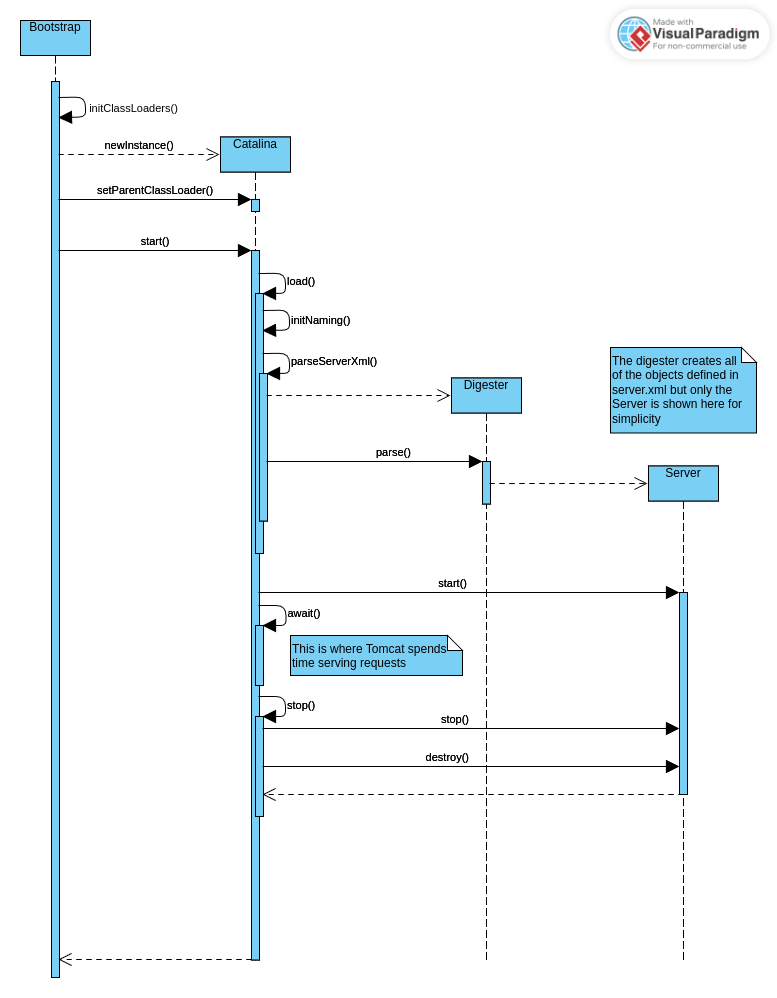 Bootstrap
Made with
VisualParadigm
For non-commercial use
initClassLoaders()
newInstance()
Catalina
setParentClassLoader()
start()
load()
initNaming()
parseServerXml()
The digester creates all
of the objects defined in
server.xml but only the
Server is shown here for
simplicity
Digester
parse()
Server
start()
await()
This is where Tomcat spends
time serving requests
stop()
stop()
destroy()